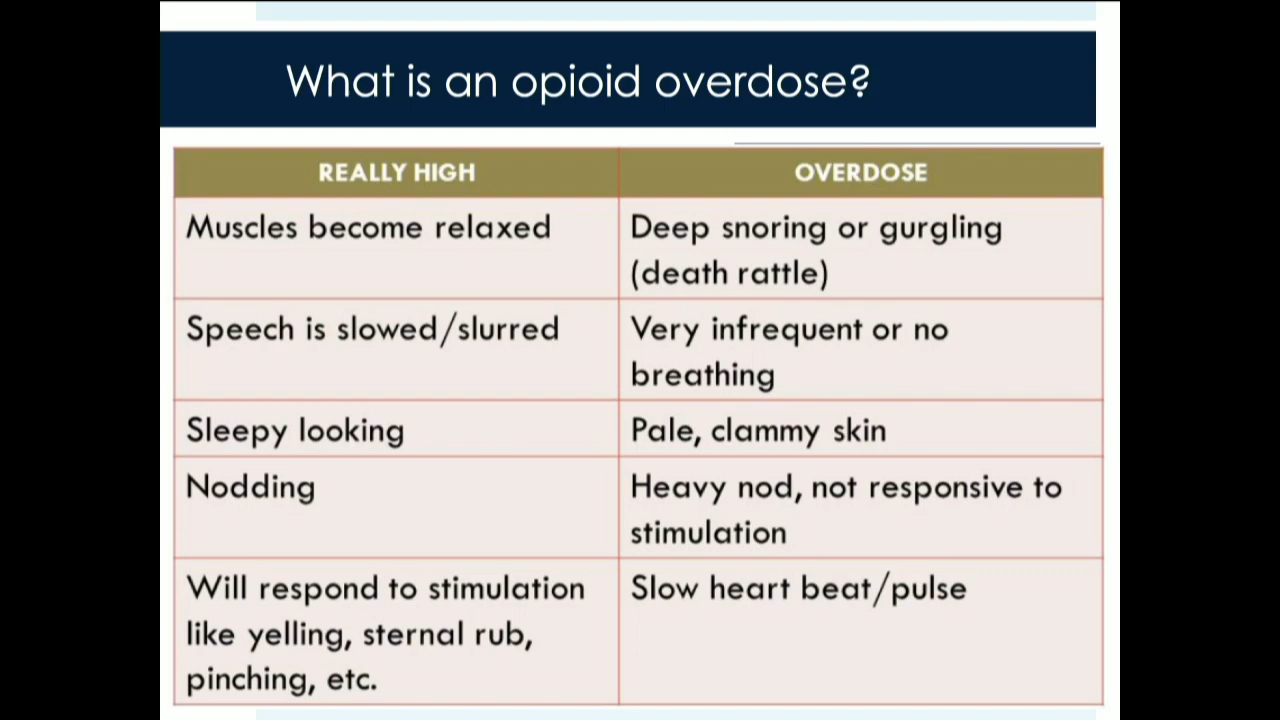 What is an opioid overdose?
REALLY HIGH
OVERDOSE
Muscles become relaxed
Deep snoring or gurgling
(death rattle)
Speech is slowed/slurred
Very infrequent or no
breathing
Sleepy looking
Pale, clammy skin
Nodding
Heavy nod, not responsive to
stimulation
Will respond to stimulation
like yelling, sternal rub,
pinching, etc.
Slow heart beat/pulse